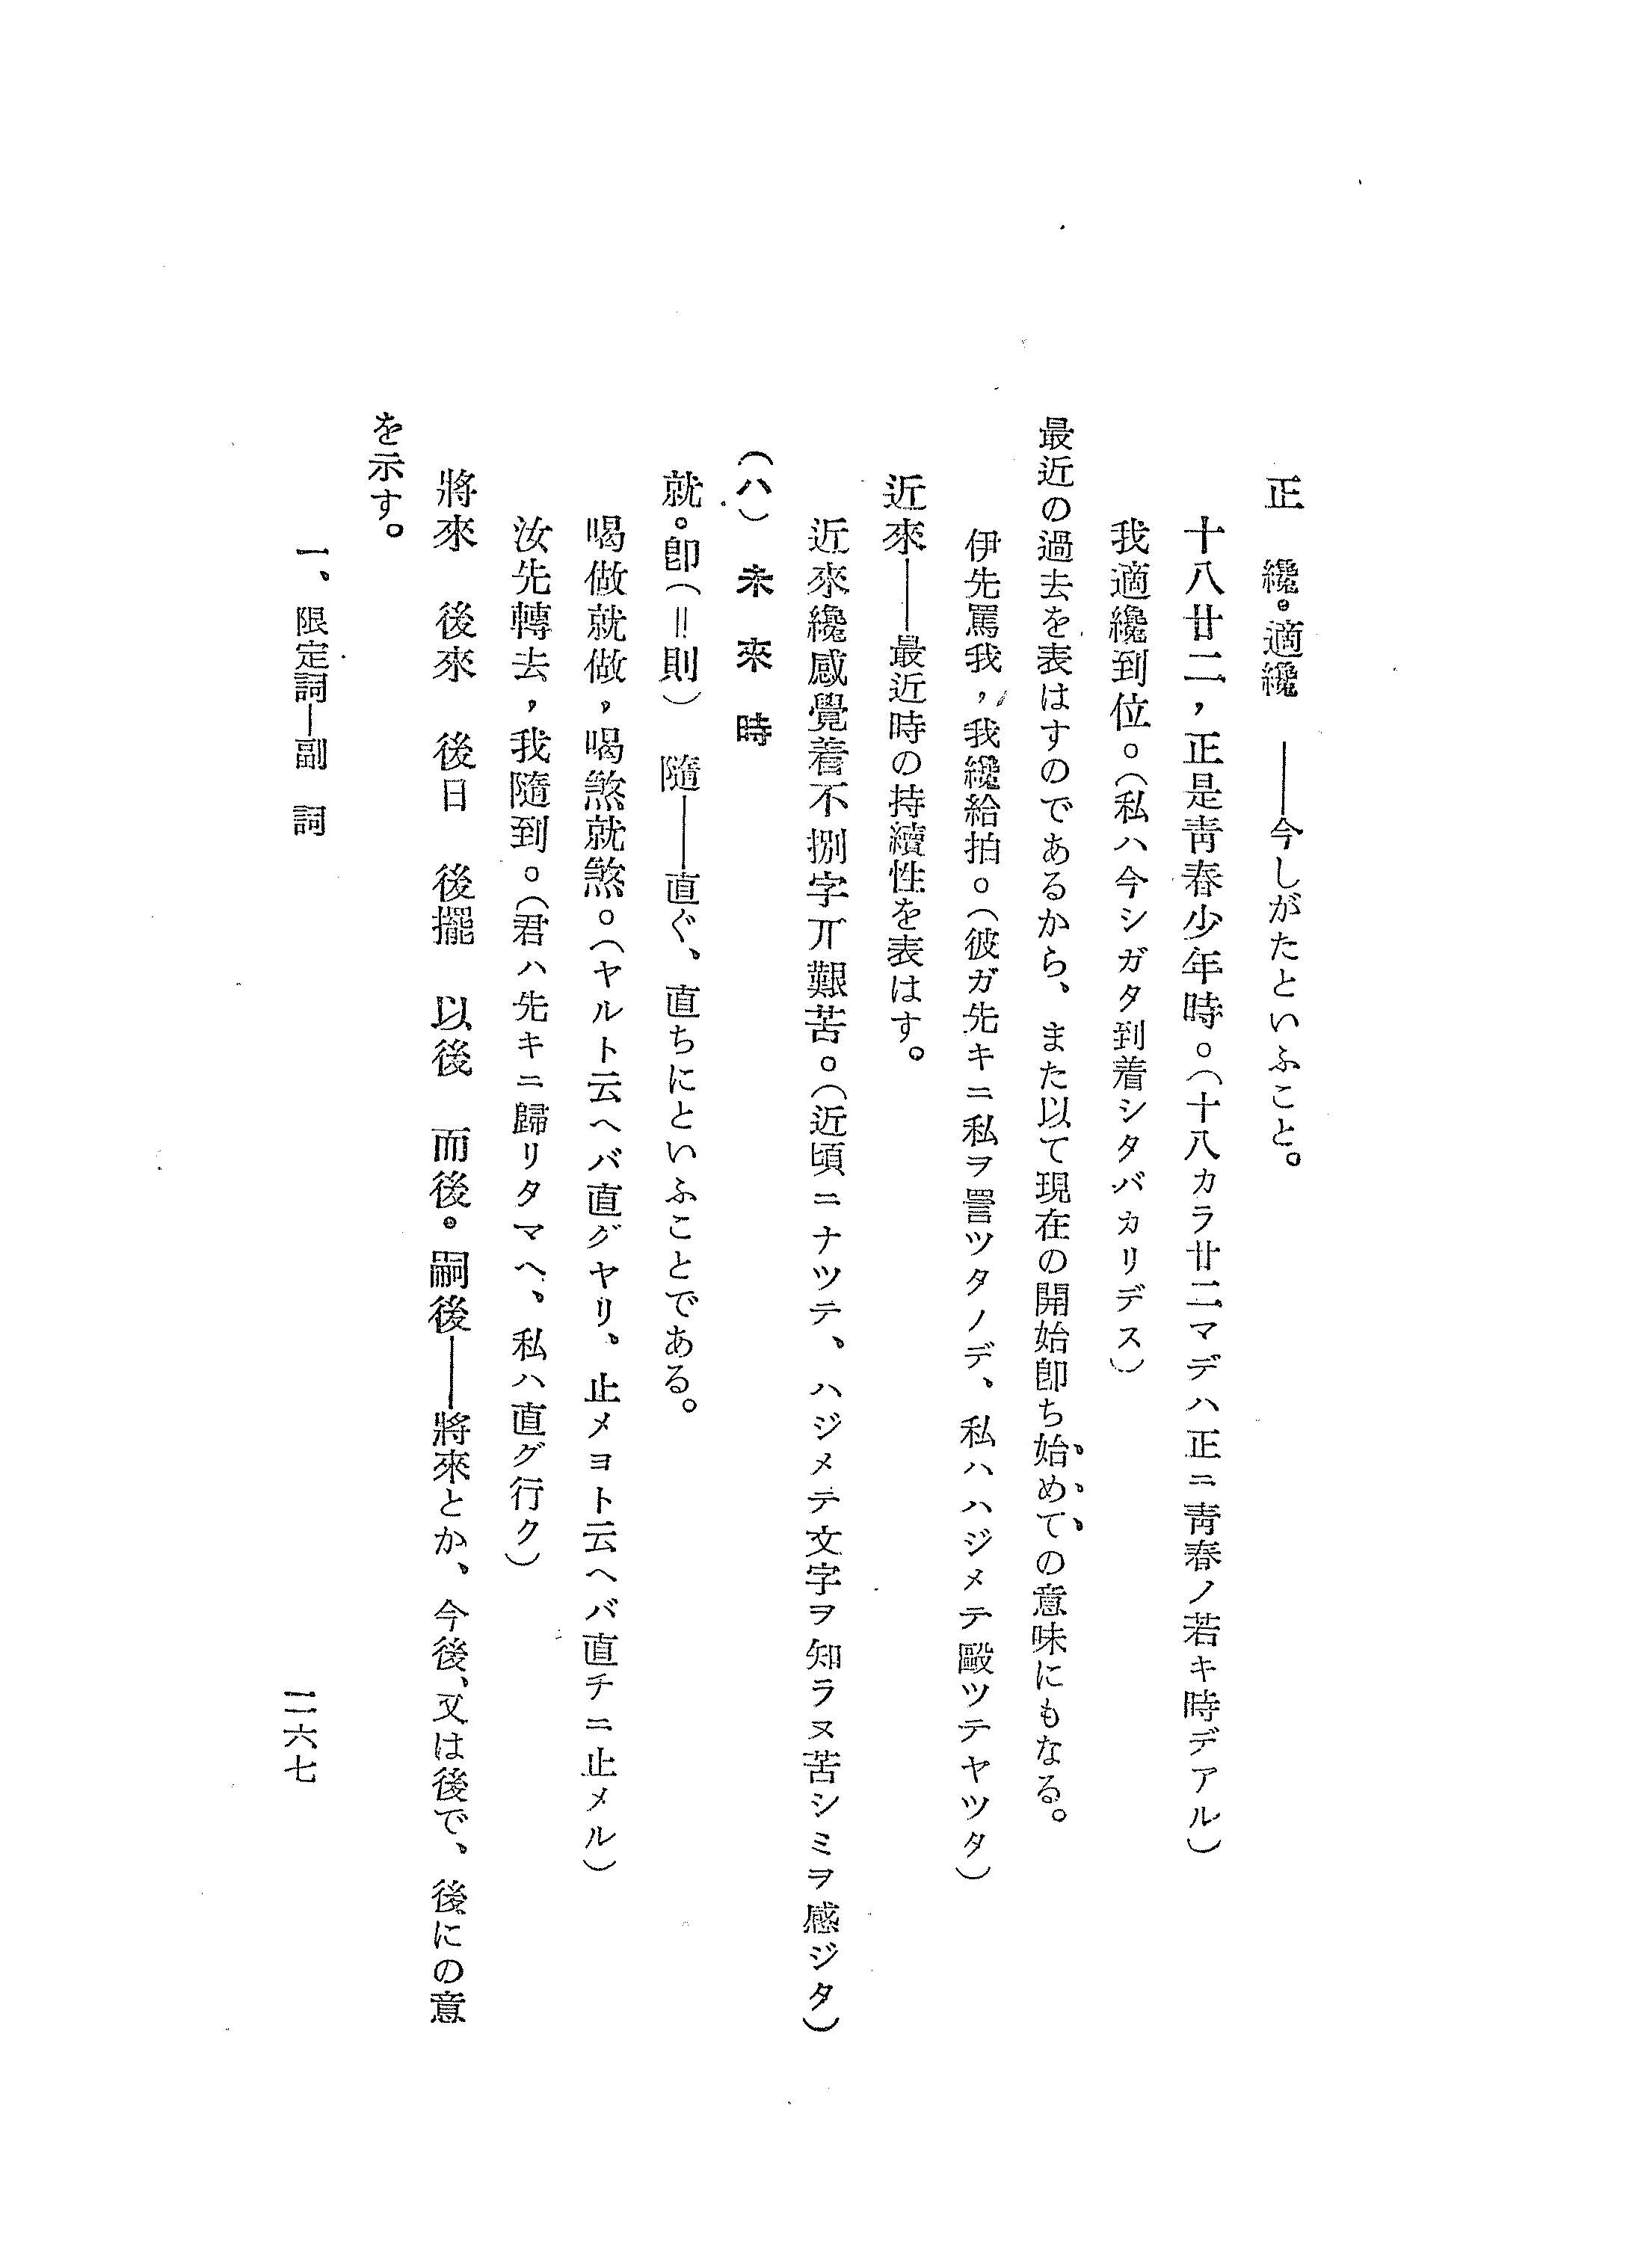 正　纔。適纔　——今しがたといふこと。
十八廿二，正是靑春少年時。（十八カラ廿二マデハ正ニ靑春ノ若キ時デアル）
我適纔到位。（私ハ今シガタ到着シタバカリデス）
最近の過去を表はすのであるから、また以て現在の開始卽ち始めての意味にもなる。
伊先罵我，我纔給拍。（彼ガ先キニ私ヲ詈ツタノデ、私ハハジメテ毆ツテヤツタ）
近來——最近時の持續性を表はす。
近來纔感覺着不捌字丌艱苦。（近頃ニナツテ、ハジメテ文字ヲ知ラヌ苦シミヲ感ジタ）
（ハ）未來時
就。卽（＝則）　隨——直ぐ、直ちにといふことである。
喝做就做，喝煞就煞。（ヤルト云ヘバ直グヤリ、止メヨト云ヘバ直チニ止メル）
汝先轉去，我隨到。（君ハ先キニ歸リタマヘ、私ハ直グ行ク）
將來　後來　後日　後擺　以後　而後。嗣後——將來とか、今後、又は後で、後にの意
を示す。
一、限定詞—副　詞
二六七